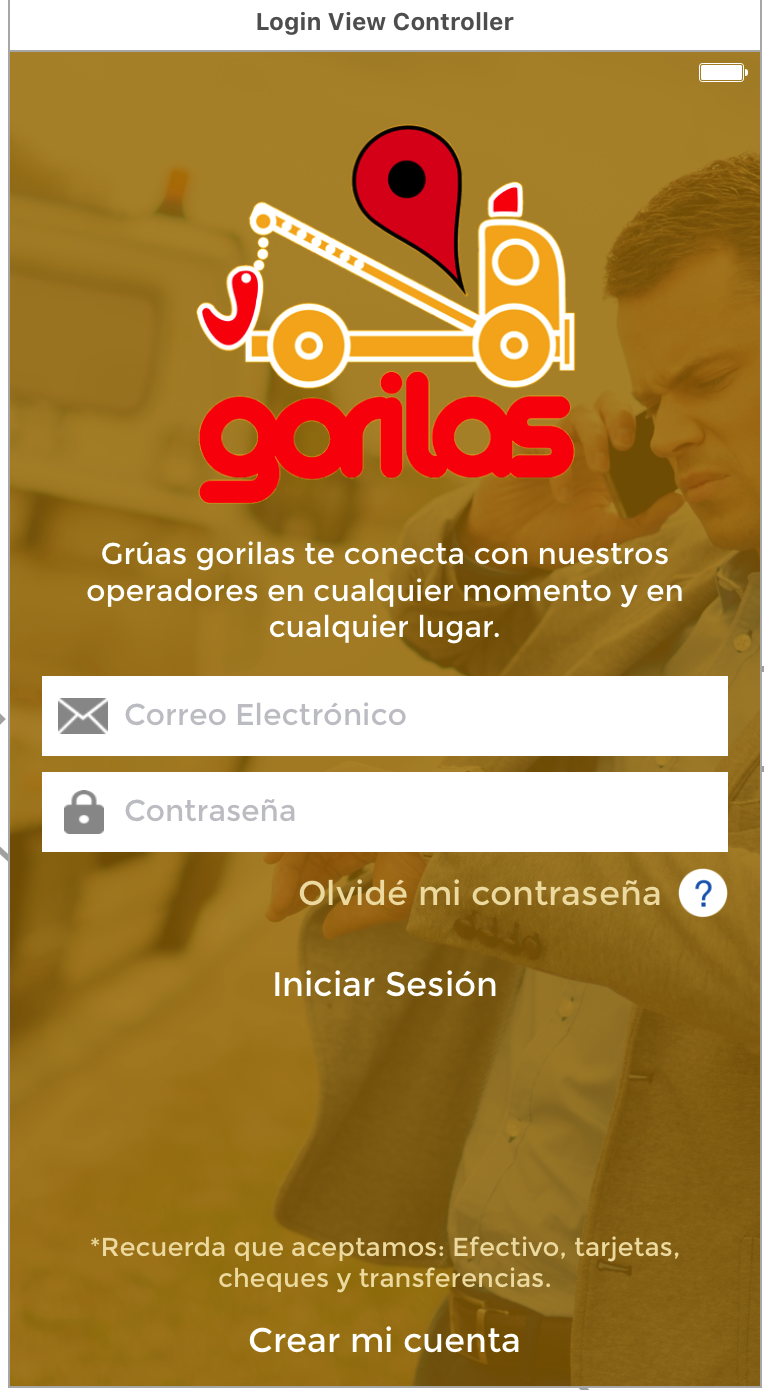 Login View Controller
gorilas
Grúas gorilas te conecta con nuestros
operadores en cualquier momento y en
cualquier lugar.
Correo Electrónico
Contraseña
Olvidé mi contraseña ?
Iniciar Sesión
*Recuerda que aceptamos: Efectivo, tarjetas,
cheques y transferencias.
Crear mi cuenta